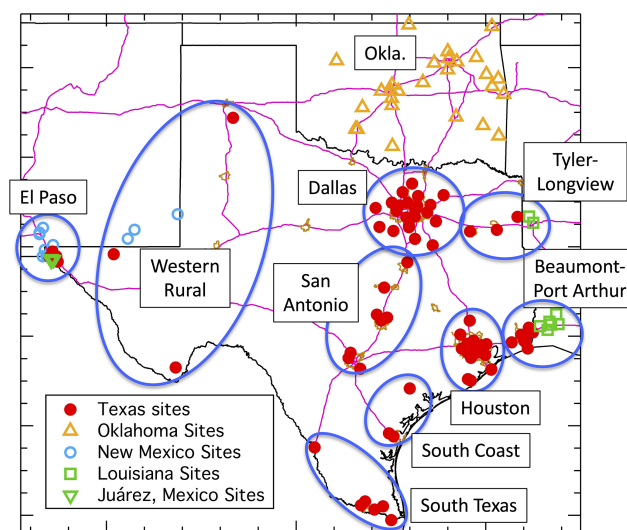 Okla.
Tyler-
Longview
Dallas
El Paso
Western
Rural
San
Antonio
Beaumont-
Port Arthur
Houston
South Coast
South Texas
Texas sites
Oklahoma Sites
New Mexico Sites
Louisiana Sites
Juárez, Mexico Sites